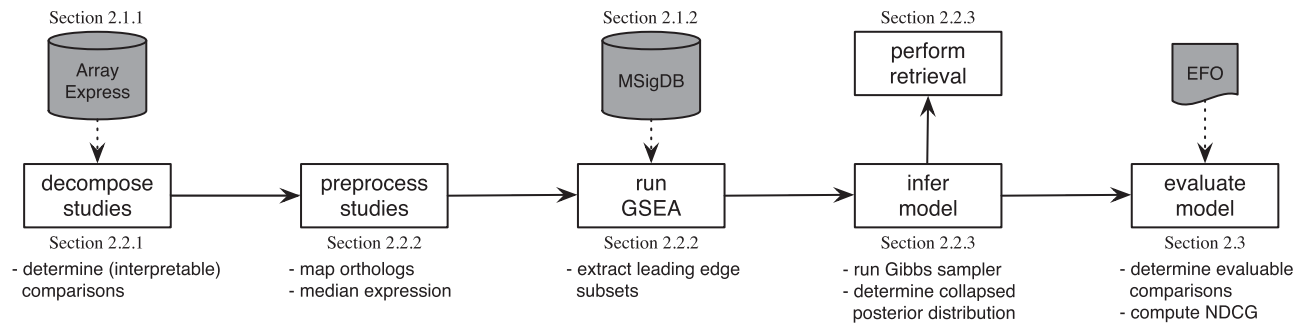 Section 2.1.1
Section 2.1.2
Section 2.2.3
Array
Express
MSigDB
perform
retrieval
EFO
decompose
studies
preprocess
studies
run
GSEA
infer
model
evaluate
model
Section 2.2.1
Section 2.2.2
Section 2.2.2
Section 2.2.3
Section 2.3
- determine (interpretable)
comparisons
- map orthologs
- median expression
- extract leading edge
subsets
- run Gibbs sampler
- determine collapsed
posterior distribution
- determine evaluable
comparisons
- compute NDCG